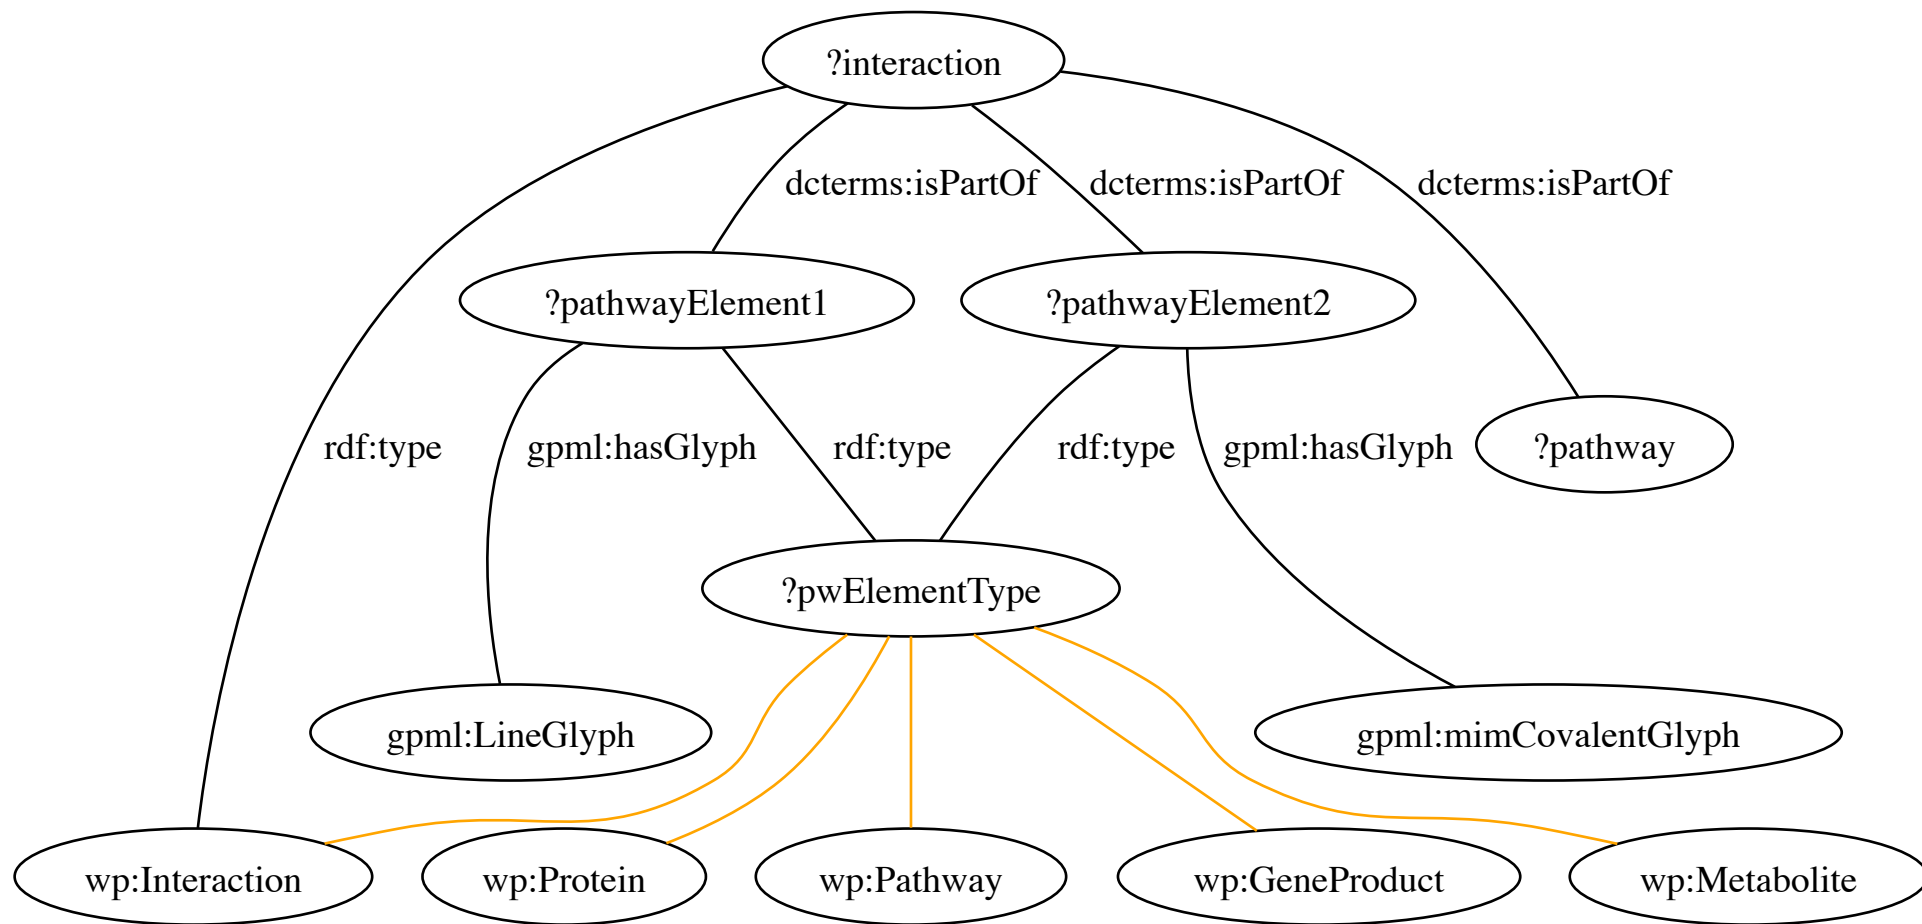 ?interaction
dcterms:isPartOf
dcterms:isPartOf
dcterms:isPartOf
?pathwayElement1
?pathwayElement2
rdf:type
gpml:hasGlyph
rdf:type
rdf:type
gpml:hasGlyph
?pathway
?pwElementType
gpml:LineGlyph
gpml:mimCovalentGlyph
wp:Interaction
wp:Protein
wp:Pathway
wp:GeneProduct
wp:Metabolite